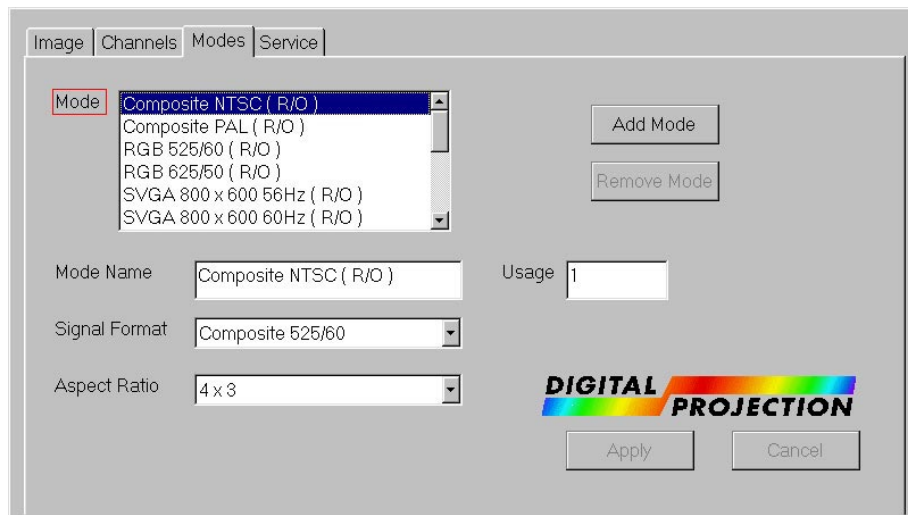 Image Channels Modes Service
Mode
Composite NTSC ( R/O )
Composite PAL ( R/O )
RGB 525/60 ( R/O )
RGB 625/50 ( R/O )
SVGA 800 x 600 56Hz ( R/O )
SVGA 800 x 600 60Hz ( R/O )
Add Mode
Remove Mode
Mode Name Composite NTSC ( R/O ) Usage 1
Signal Format Composite 525/60
Aspect Ratio 4 x 3
DIGITAL
PROJECTION
Apply Cancel